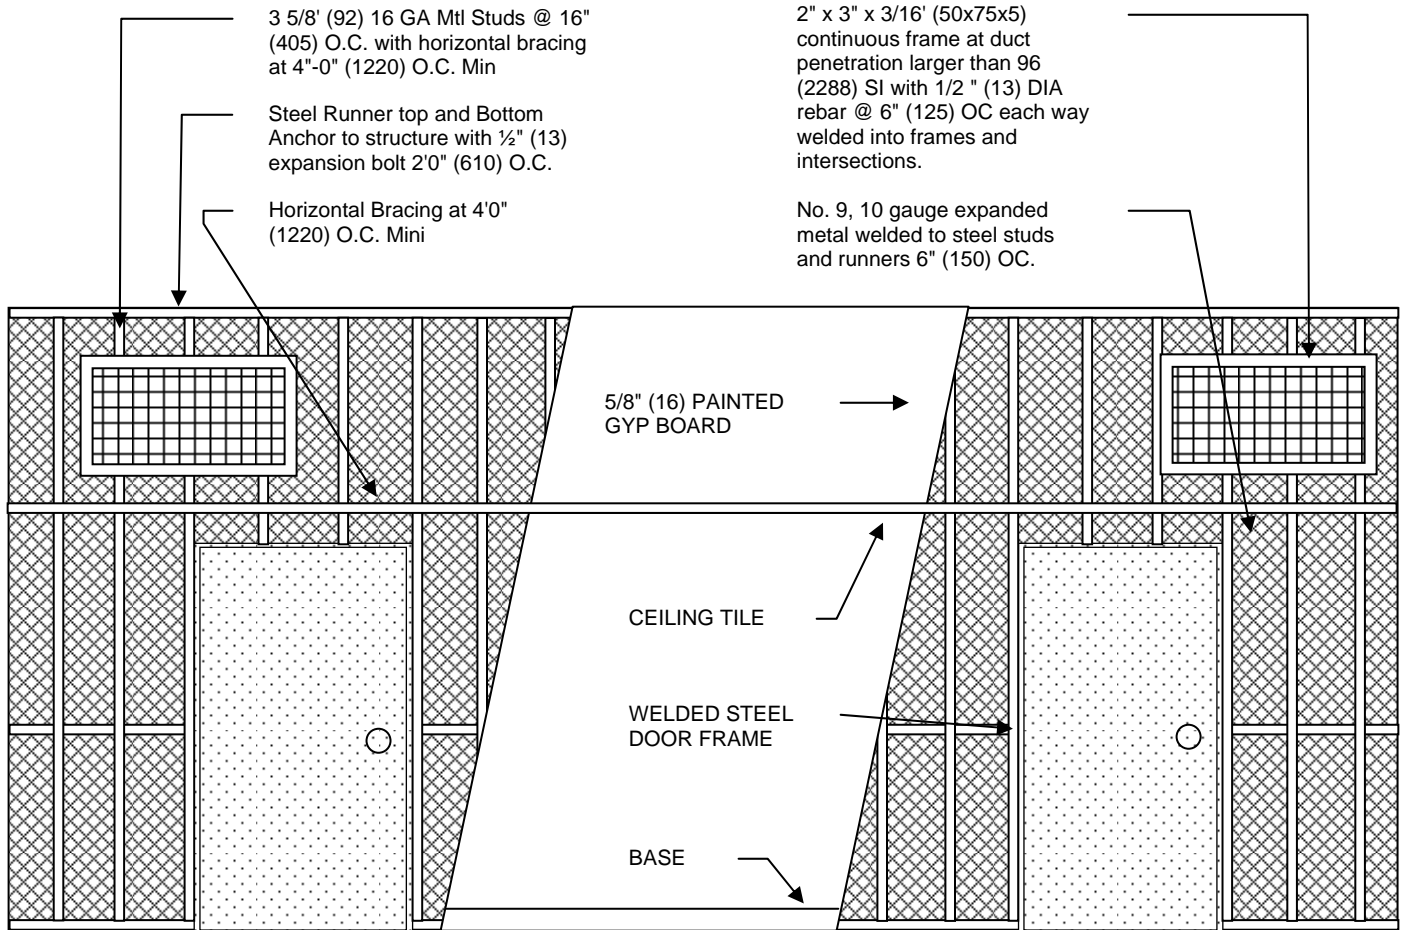 3 5/8' (92) 16 GA Mtl Studs @ 16"
(405) O.C. with horizontal bracing
at 4"-0" (1220) O.C. Min
Steel Runner top and Bottom
Anchor to structure with ½" (13)
expansion bolt 2'0" (610) O.C.
Horizontal Bracing at 4'0"
(1220) O.C. Mini
2" x 3" x 3/16' (50x75x5)
continuous frame at duct
penetration larger than 96
(2288) SI with 1/2 " (13) DIA
rebar @ 6" (125) OC each way
welded into frames and
intersections.
No. 9, 10 gauge expanded
metal welded to steel studs
and runners 6" (150) OC.
5/8" (16) PAINTED
GYP BOARD
CEILING TILE
WELDED STEEL
DOOR FRAME
BASE